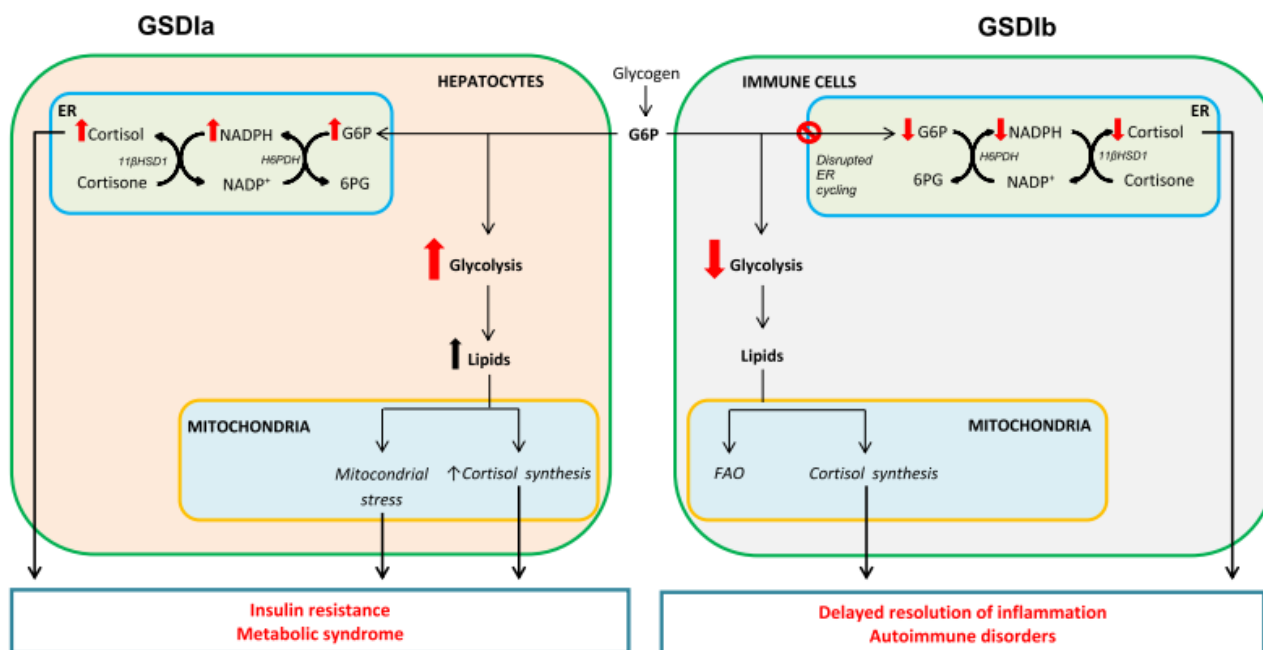 GSDIa
GSDIb
HEPATOCYTES
ER
Cortisol
NADPH
G6P
11βHSD1
H6PDH
Cortisone
NADP+
6PG
Glycolysis
Lipids
MITOCHONDRIA
Mitocondrial
stress
↑Cortisol synthesis
Insulin resistance
Metabolic syndrome
Glycogen
G6P
IMMUNE CELLS
ER
G6P
NADPH
Cortisol
Disrupted
ER
cycling
H6PDH
11βHSD1
6PG
NADP+
Cortisone
Glycolysis
Lipids
MITOCHONDRIA
FAO
Cortisol synthesis
Delayed resolution of inflammation
Autoimmune disorders